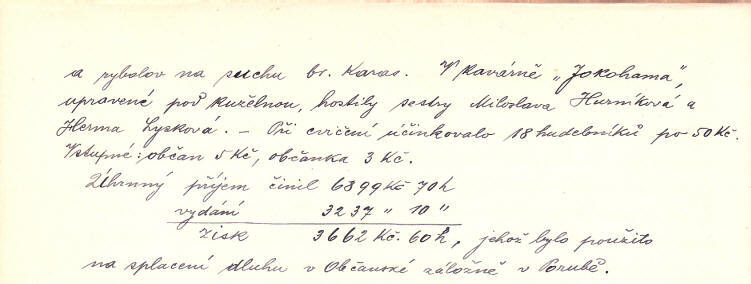 a rybolov na suchu br. Karas. V kavárně „Jokohama",
upravené pod kuželnou, hostily sestry Miloslava Hurníková a
Herma Lysková. – Při cvičení účinkovalo 18 hudebníků po 50 Kč.
Vstupné: občan 5 Kč, občanka 3 Kč.
Úhrnný příjem činil 6899 Kč 70 h
vydání 3237 „ 10 "
zisk 3662 Kč. 60 h, jehož bylo použito
na splacení dluhu v Občanské záložně v Porubě.